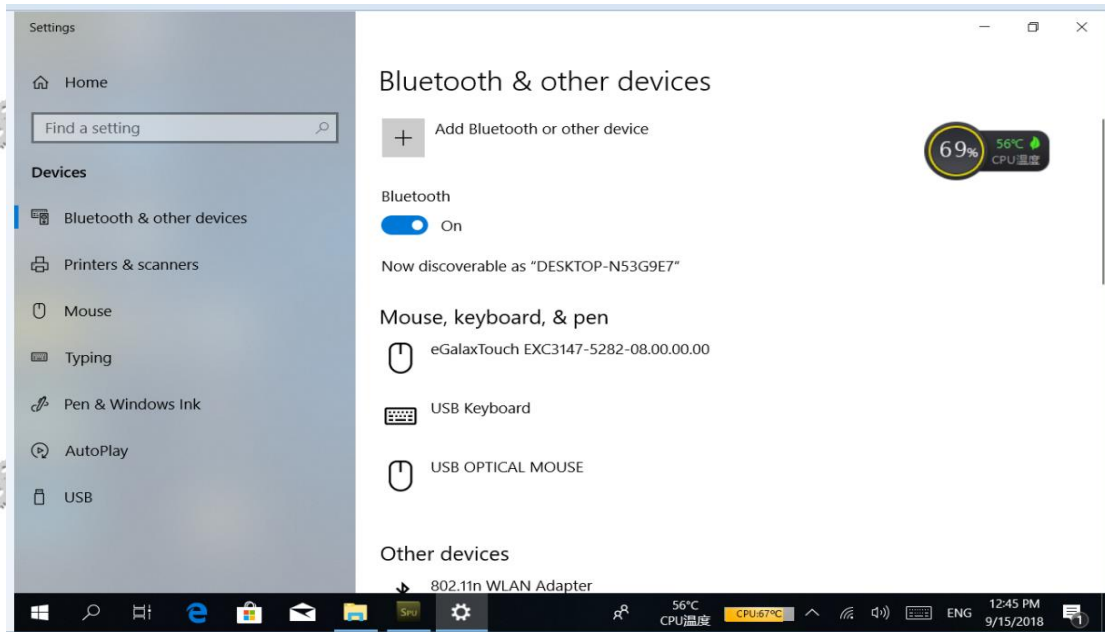 Settings
Home
Find a setting
Devices
Bluetooth & other devices
Printers & scanners
Mouse
Typing
Pen & Windows Ink
AutoPlay
USB
Bluetooth & other devices
Add Bluetooth or other device
69%
56℃
CPU温度
Bluetooth
On
Now discoverable as “DESKTOP-N53G9E7”
Mouse, keyboard, & pen
eGalaxTouch EXC3147-5282-08.00.00.00
USB Keyboard
USB OPTICAL MOUSE
Other devices
802.11n WLAN Adapter
SPU
56℃
CPU温度
CPU:67℃
ENG
12:45 PM
9/15/2018
1